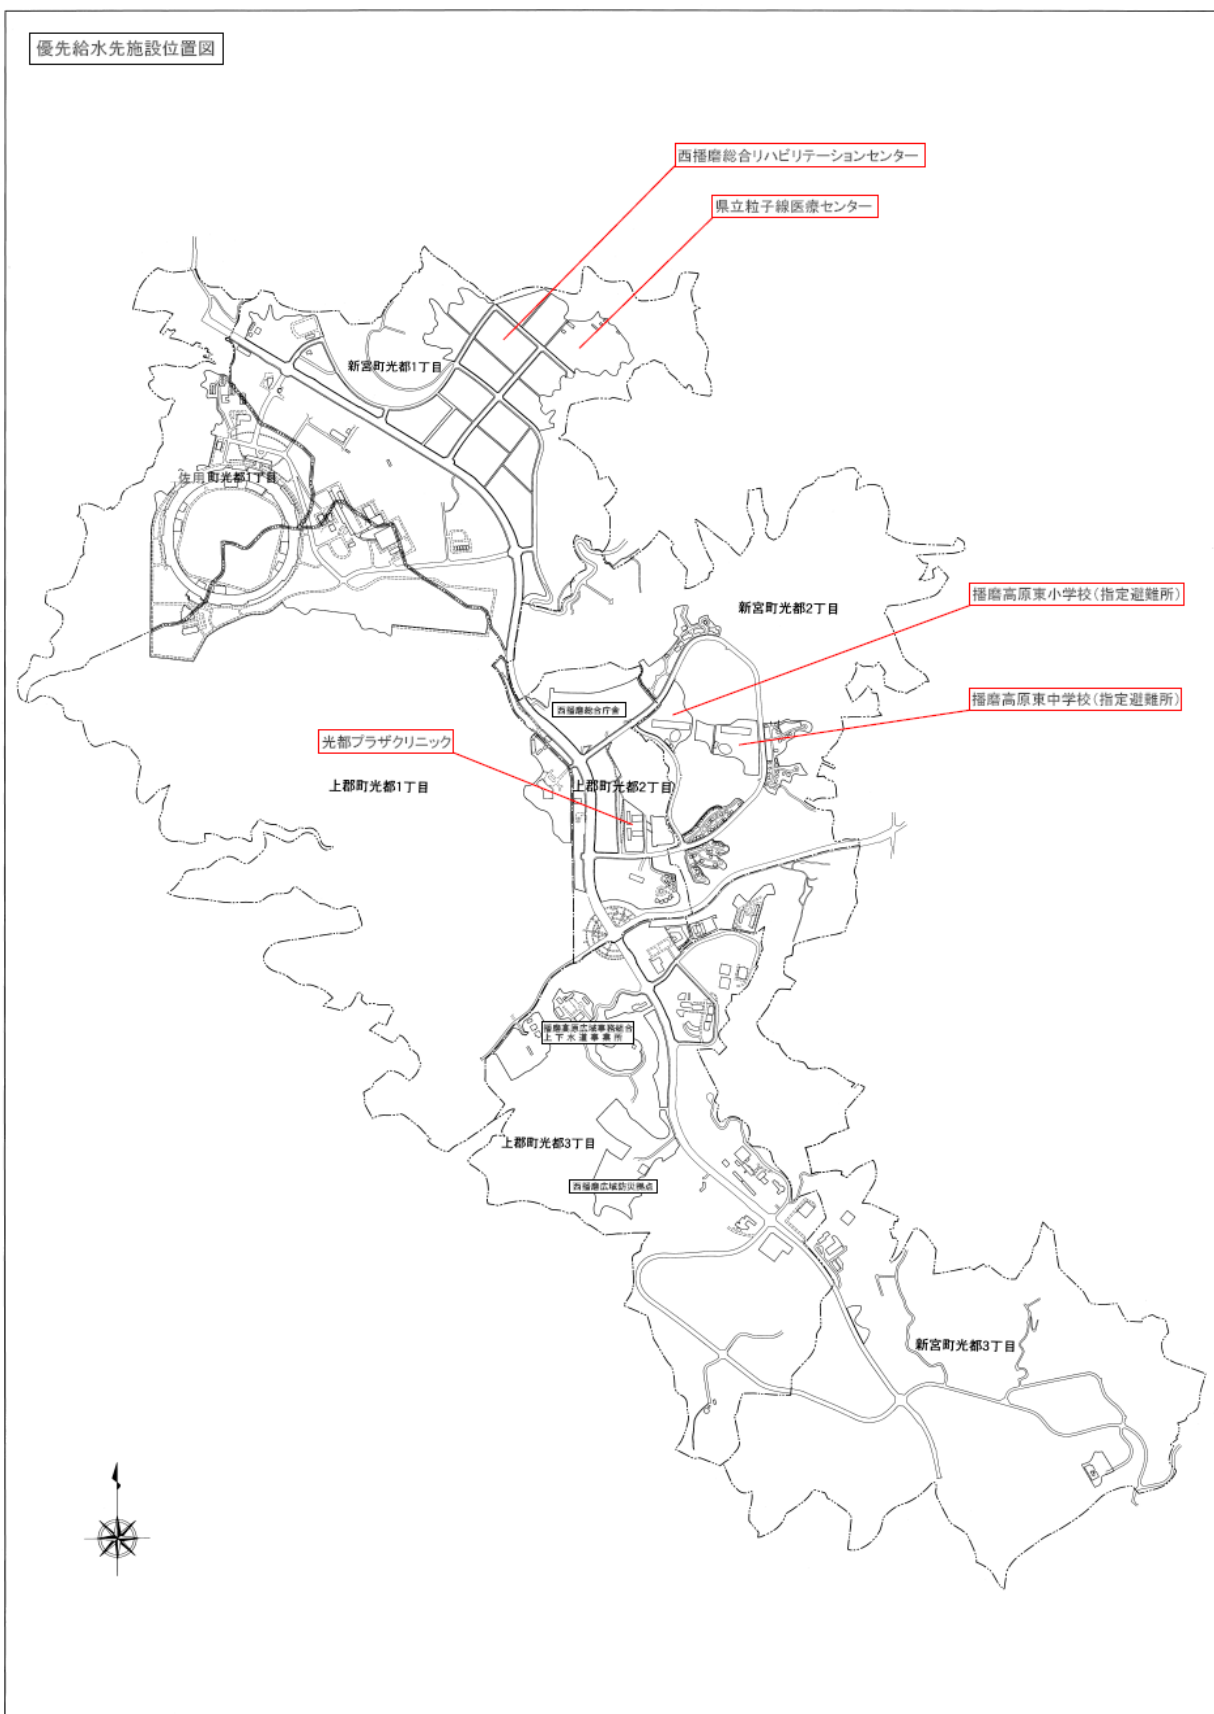 優先給水先施設位置図
西播磨総合リハビリテーションセンター
県立粒子線医療センター
新宮町光都1丁目
佐用町光都1丁目
播磨高原東小学校(指定避難所)
新宮町光都2丁目
播磨高原東中学校(指定避難所)
西播磨総合庁舎
光都プラザクリニック
上郡町光都1丁目
上郡町光都2丁目
播磨高原広域事務組合
上下水道事業所
上郡町光都3丁目
西播磨広域防災拠点
新宮町光都3丁目